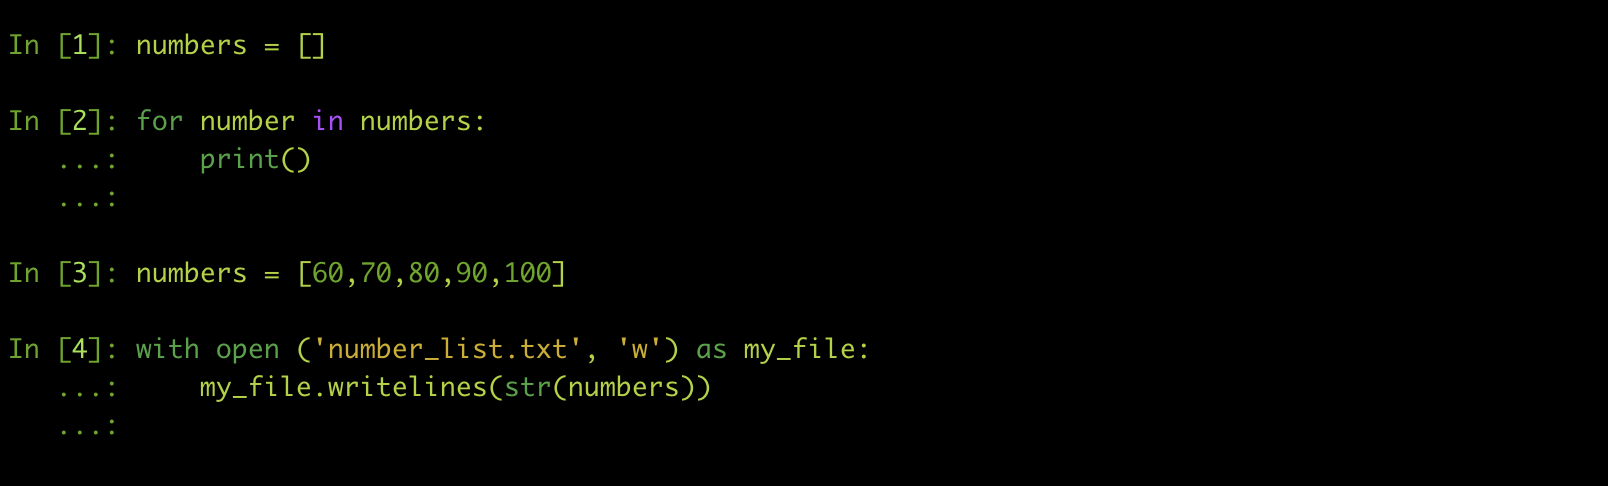 In [1]: numbers = []
In [2]: for number in numbers:
   ...:     print()
   ...:
In [3]: numbers = [60,70,80,90,100]
In [4]: with open ('number_list.txt', 'w') as my_file:
   ...:     my_file.writelines(str(numbers))
   ...: